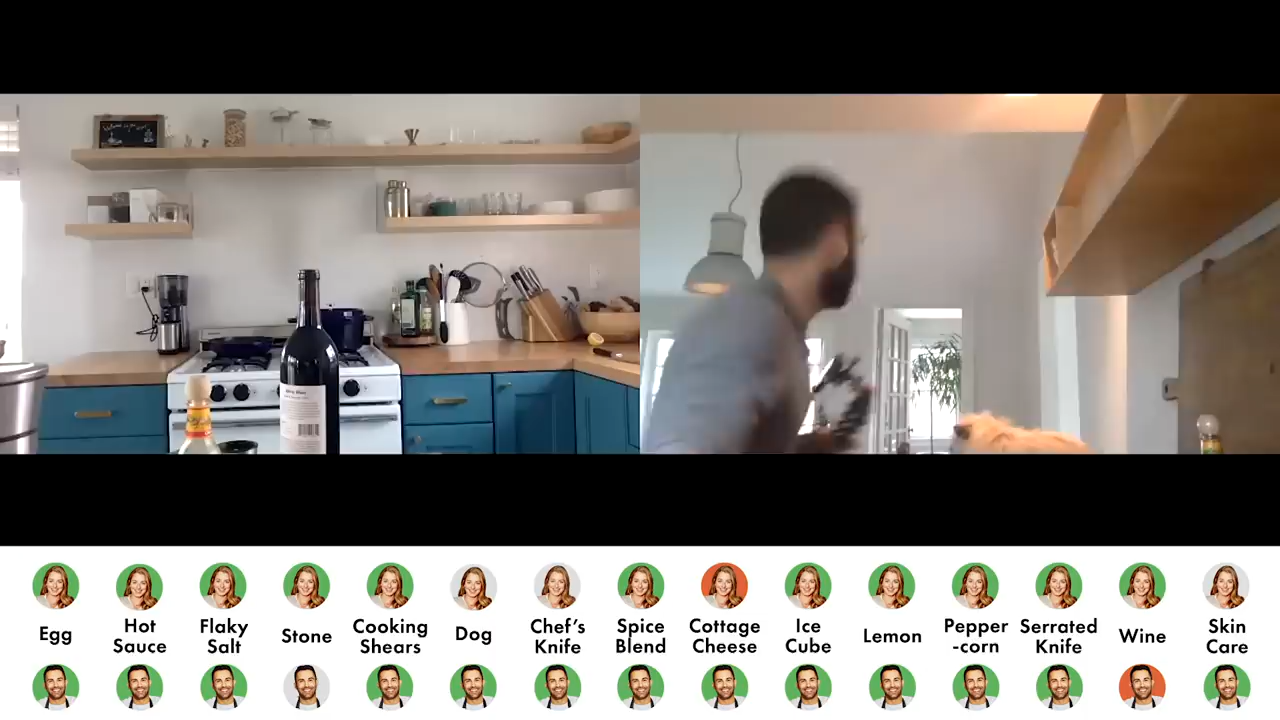 Egg
Hot
Sauce
Flaky
Salt
Stone
Cooking
Shears
Dog
Chef's
Knife
Spice
Blend
Cottage
Cheese
Ice
Cube
Lemon
Pepper
-corn
Serrated
Knife
Wine
Skin
Care